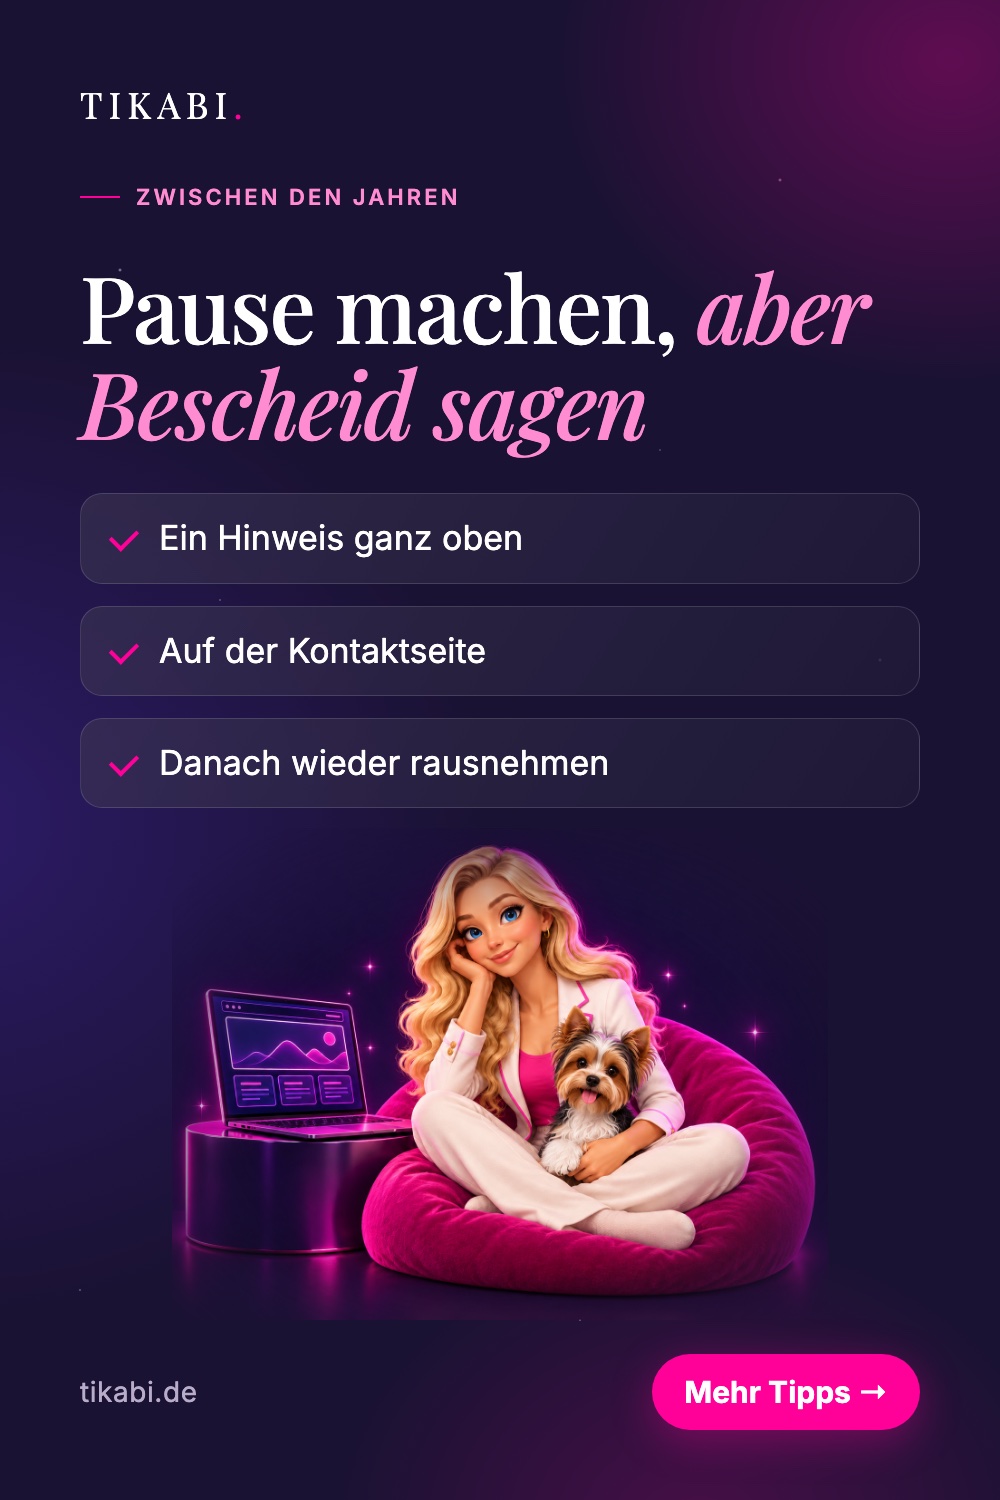 TIKABI.
ZWISCHEN DEN JAHREN
Pause machen, aber
Bescheid sagen
Ein Hinweis ganz oben
Auf der Kontaktseite
Danach wieder rausnehmen
tikabi.de
Mehr Tipps →